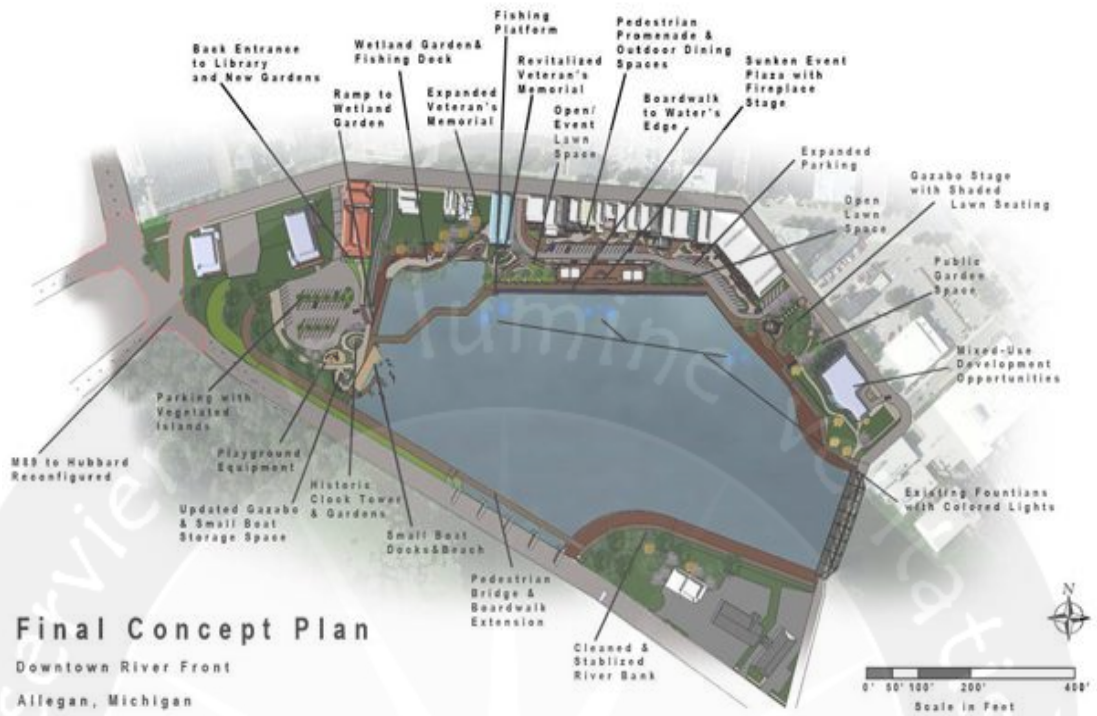 Fishing
Platform
Pedestrian
Promenade &
Outdoor Dining
Spaces
Back Entrance
to Library
and New Gardens
Wetland Garden&
Fishing Dock
Revitalized
Veteran's
Memorial
Sunken Event
Plaza with
Fireplace
Stage
Ramp to
Wetland
Garden
Expanded
Veteran's
Memorial
Open/
Event
Lawn
Space
Boardwalk
to Water's
Edge
Expanded
Parking
Gazabo Stage
with Shaded
Lawn Seating
Open
Lawn
Space
Public
Garden
Space
Mixed-Use
Development
Opportunities
Parking with
Vegetated
Islands
M89 to Hubbard
Reconfigured
Playground
Equipment
Updated Gazabo
& Small Boat
Storage Space
Historic
Clock Tower
& Gardens
Small Boat
Docks&Beach
Existing Fountians
with Colored Lights
Pedestrian
Bridge &
Boardwalk
Extension
Cleaned &
Stablized
River Bank
Final Concept Plan
Downtown River Front
Allegan, Michigan
N
0' 50' 100' 200' 400'
Scale in Feet